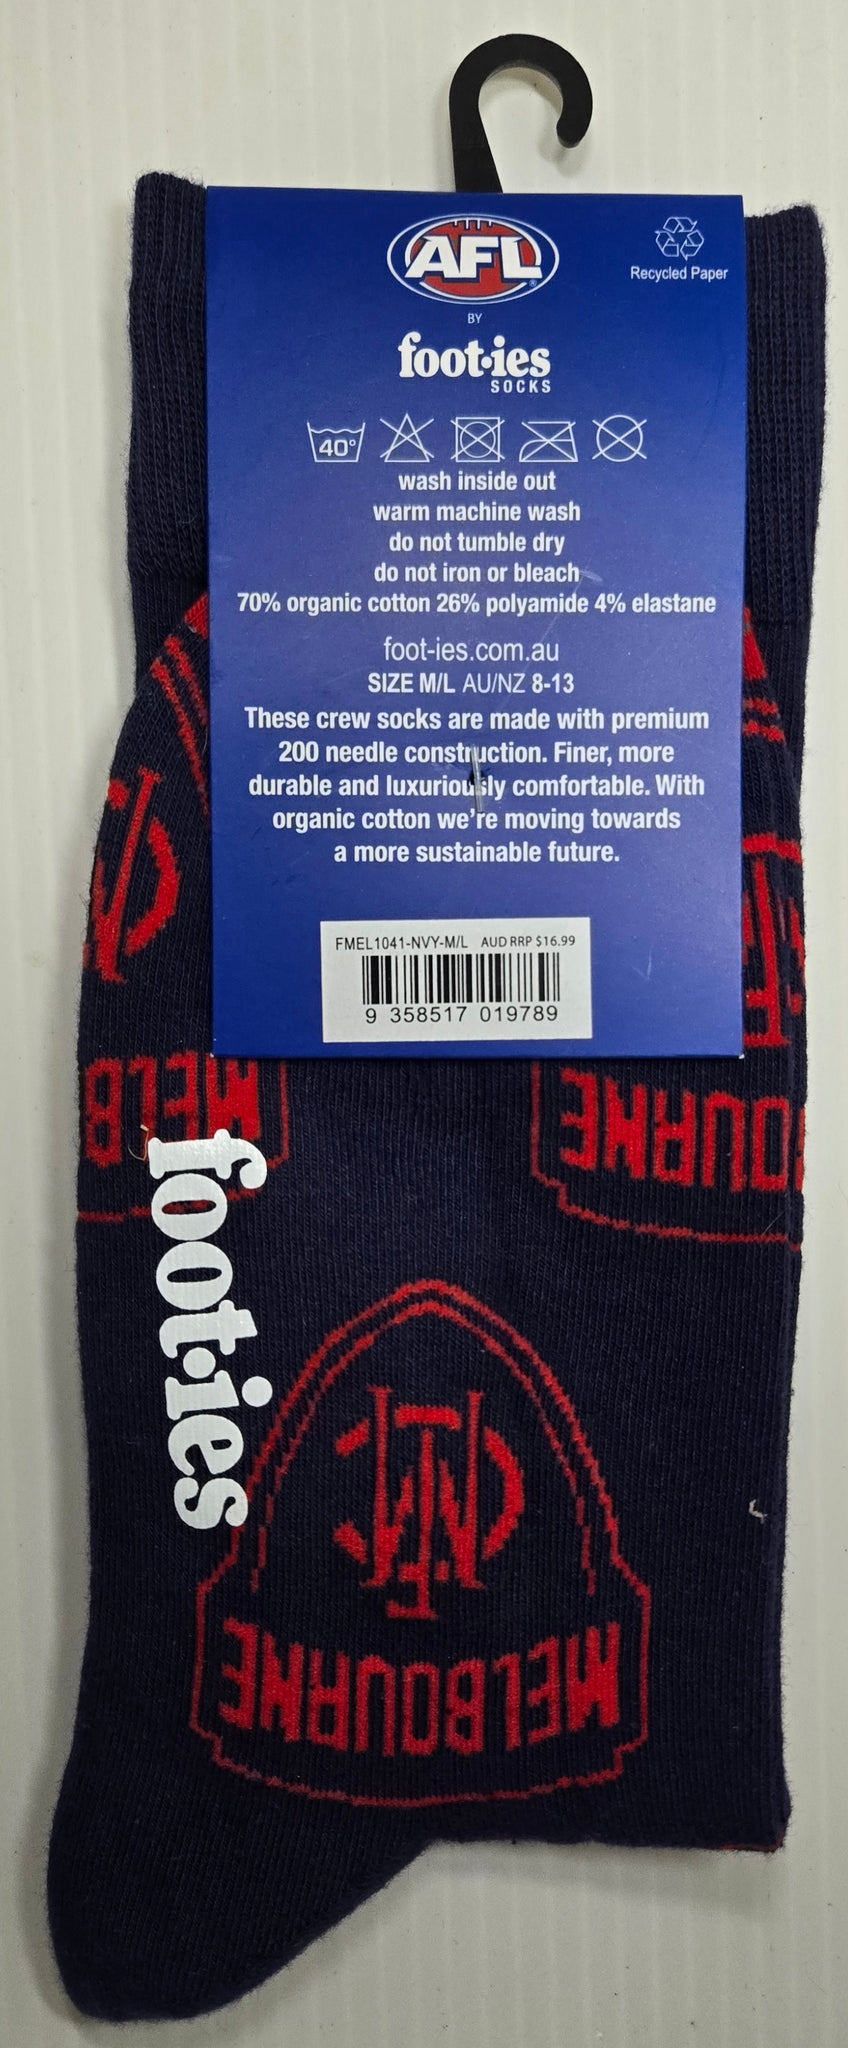 AFL
Recycled Paper
BY
foot·ies
SOCKS
40°
wash inside out
warm machine wash
do not tumble dry
do not iron or bleach
70% organic cotton 26% polyamide 4% elastane
foot-ies.com.au
SIZE M/L AU/NZ 8-13
These crew socks are made with premium
200 needle construction. Finer, more
durable and luxuriously comfortable. With
organic cotton we're moving towards
a more sustainable future.
FMEL1041-NVY-M/L AUD RRP $16.99
9 358517 019789
MELB
OURNE
foot·ies
MFC
MELBOURNE